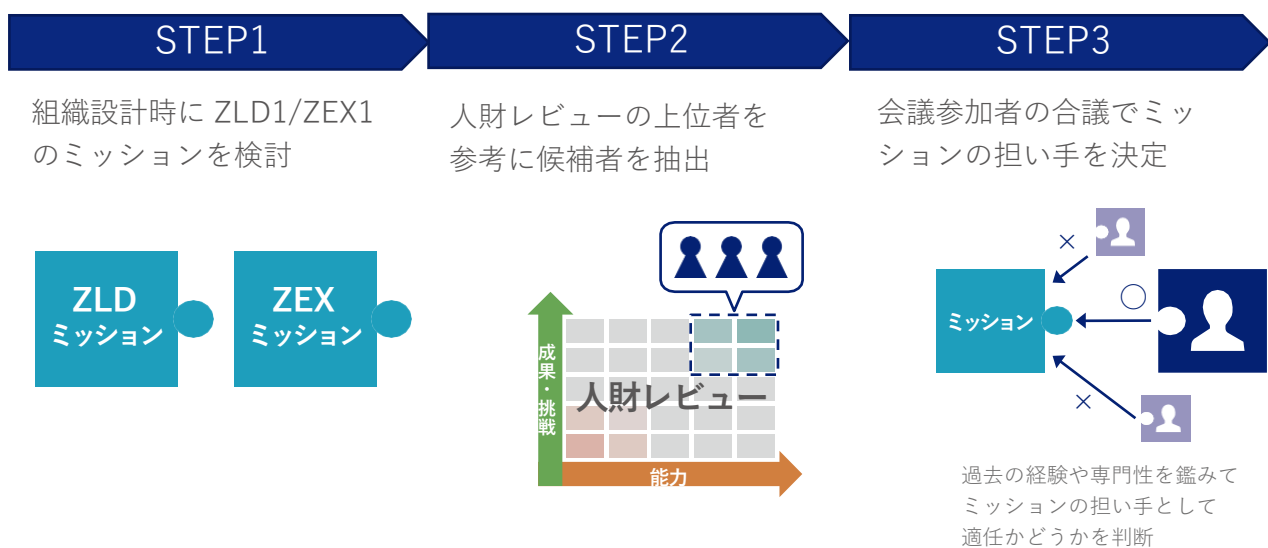 STEP1
組織設計時に ZLD1/ZEX1
のミッションを検討
ZLD
ミッション
ZEX
ミッション
STEP2
人財レビューの上位者を
参考に候補者を抽出
成果・挑戦
人財レビュー
能力
STEP3
会議参加者の合議でミッ
ションの担い手を決定
×
○
ミッション
×
過去の経験や専門性を鑑みて
ミッションの担い手として
適任かどうかを判断